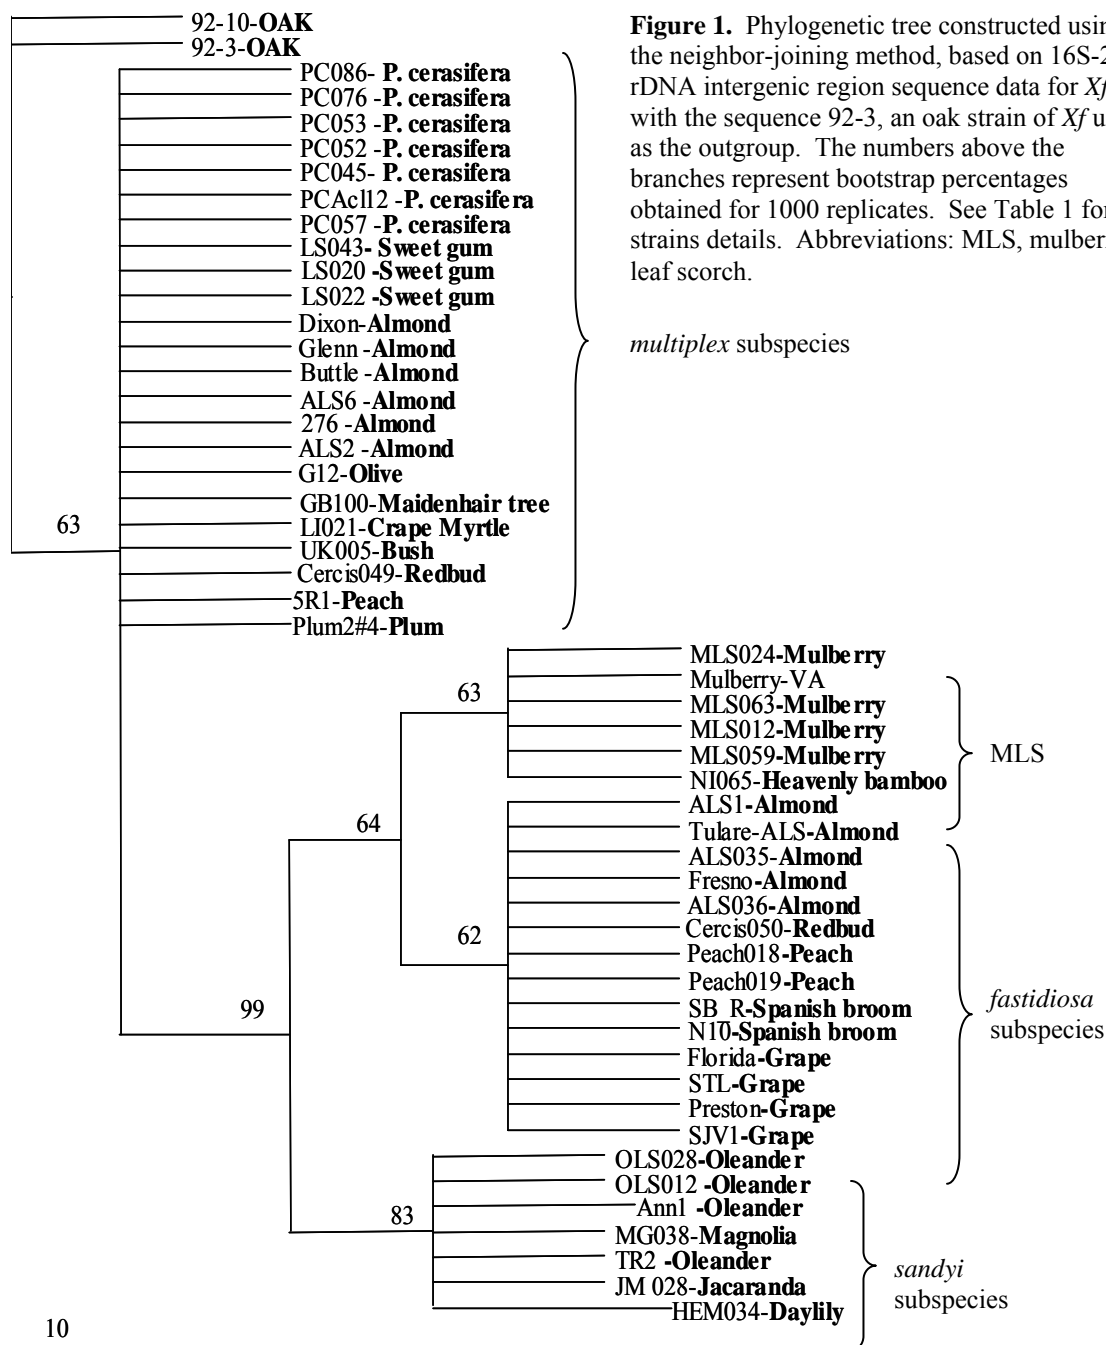 92-10-OAK
92-3-OAK
PC086- P. cerasifera
PC076 -P. cerasifera
PC053 -P. cerasifera
PC052 -P. cerasifera
PC045- P. cerasifera
PCAcl12 -P. cerasifera
PC057 -P. cerasifera
LS043- Sweet gum
LS020 -Sweet gum
LS022 -Sweet gum
Dixon-Almond
Glenn -Almond
Buttle -Almond
ALS6 -Almond
276 -Almond
ALS2 -Almond
G12-Olive
GB100-Maidenhair tree
LI021-Crape Myrtle
UK005-Bush
Cercis049-Redbud
5R1-Peach
Plum2#4-Plum
63
Figure 1. Phylogenetic tree constructed usin
the neighbor-joining method, based on 16S-2
rDNA intergenic region sequence data for Xf
with the sequence 92-3, an oak strain of Xf u
as the outgroup. The numbers above the
branches represent bootstrap percentages
obtained for 1000 replicates. See Table 1 for
strains details. Abbreviations: MLS, mulberr
leaf scorch.
multiplex subspecies
MLS024-Mulberry
Mulberry-VA
MLS063-Mulberry
MLS012-Mulberry
MLS059-Mulberry
NI065-Heavenly bamboo
63
MLS
ALS1-Almond
Tulare-ALS-Almond
ALS035-Almond
Fresno-Almond
ALS036-Almond
Cercis050-Redbud
Peach018-Peach
Peach019-Peach
SB_R-Spanish broom
N10-Spanish broom
Florida-Grape
STL-Grape
Preston-Grape
SJV1-Grape
64
62
99
fastidiosa
subspecies
OLS028-Oleander
OLS012 -Oleander
Ann1 -Oleander
MG038-Magnolia
TR2 -Oleander
JM 028-Jacaranda
HEM034-Daylily
83
sandyi
subspecies
10